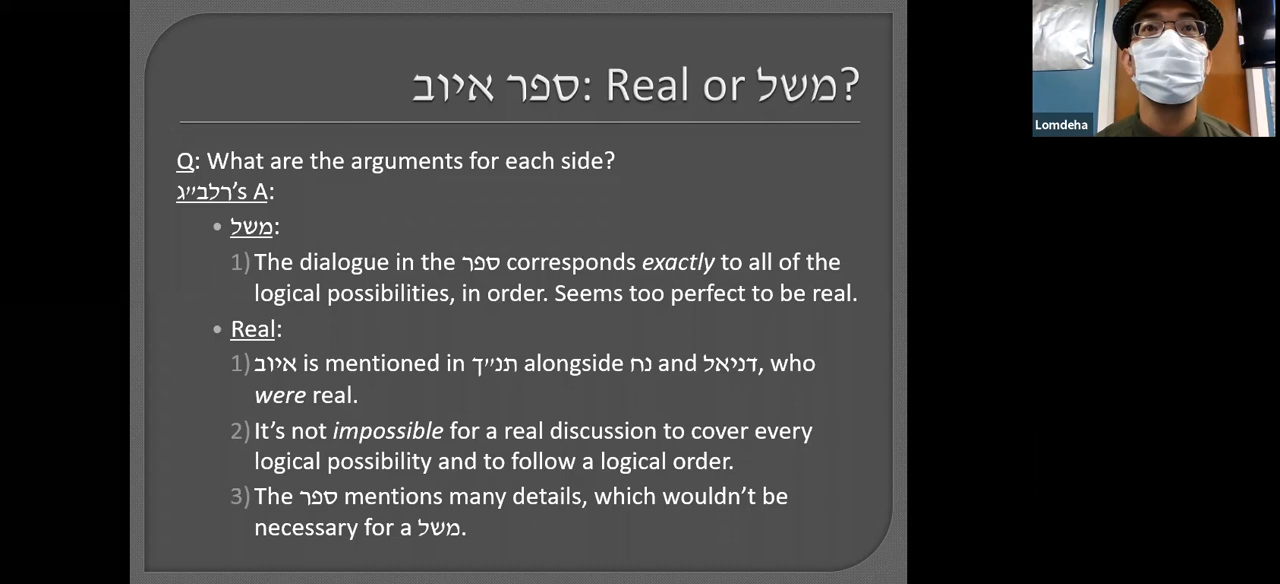 ספר איוב: Real or משל?
Q: What are the arguments for each side?
רלב״ג's A:
• משל:
1) The dialogue in the ספר corresponds exactly to all of the
logical possibilities, in order. Seems too perfect to be real.
• Real:
1) איוב is mentioned in תנ״ך alongside נח and דניאל, who
were real.
2) It's not impossible for a real discussion to cover every
logical possibility and to follow a logical order.
3) The ספר mentions many details, which wouldn't be
necessary for a משל.
Lomdeha